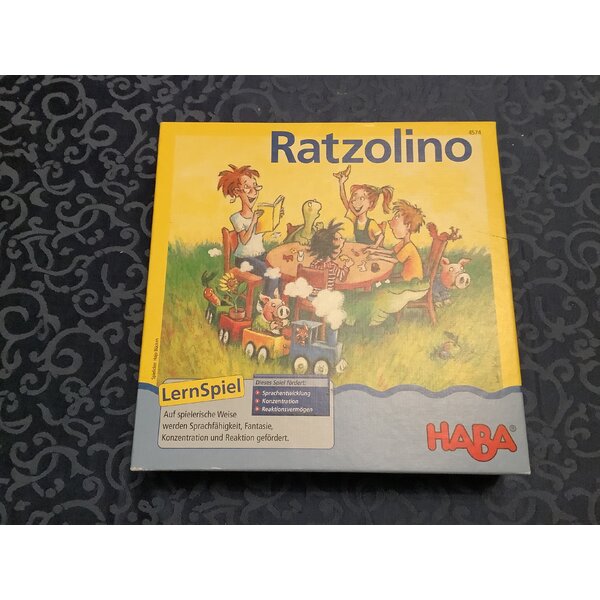 Ratzolino
4574
LernSpiel
Dieses Spiel fördert:
Sprachentwicklung
Konzentration
Reaktionsvermögen
Auf spielerische Weise
werden Sprachfähigkeit, Fantasie,
Konzentration und Reaktion gefördert.
HABA®